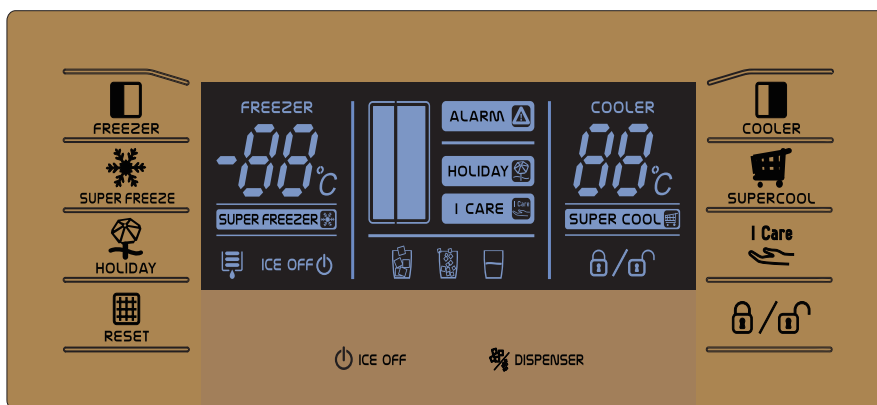 FREEZER
SUPER FREEZE
HOLIDAY
RESET
FREEZER
-88°C
SUPER FREEZER
ICE OFF
ALARM
HOLIDAY
I CARE
I Care
COOLER
88°C
SUPER COOL
ICE OFF
DISPENSER
COOLER
SUPERCOOL
I Care